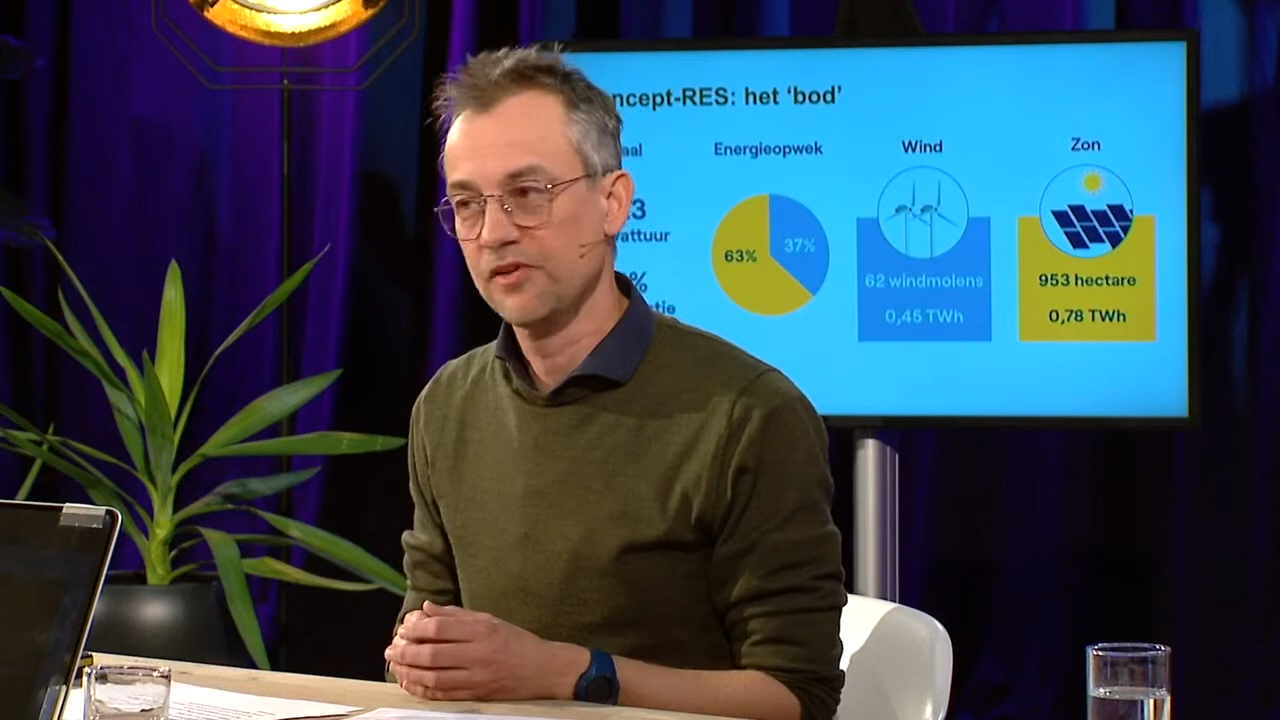 ncept-RES: het ‘bod’
Energieopwek
Wind
Zon
63%
37%
62 windmolens
0,45 TWh
953 hectare
0,78 TWh